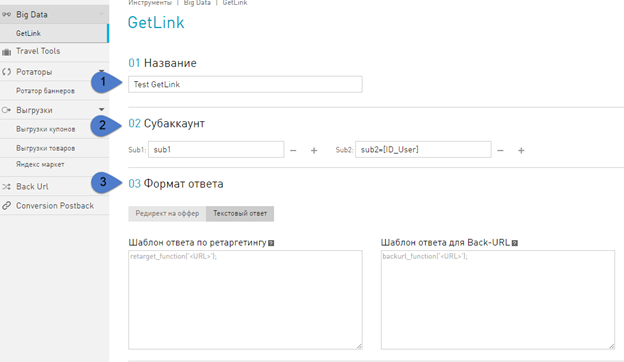 Инструменты | Big Data | GetLink
Big Data
GetLink
Travel Tools
Ротаторы
Ротатор баннеров
Выгрузки
Выгрузки купонов
Выгрузки товаров
Яндекс маркет
Back Url
Conversion Postback
GetLink
1
01 Название
Test GetLink
2
02 Субаккаунт
Sub1: sub1 − + Sub2: sub2=[ID_User] − +
3
03 Формат ответа
Редирект на оффер Текстовый ответ
Шаблон ответа по ретаргетингу ? Шаблон ответа для Back-URL ?
retarget_function('<URL>'); backurl_function('<URL>');